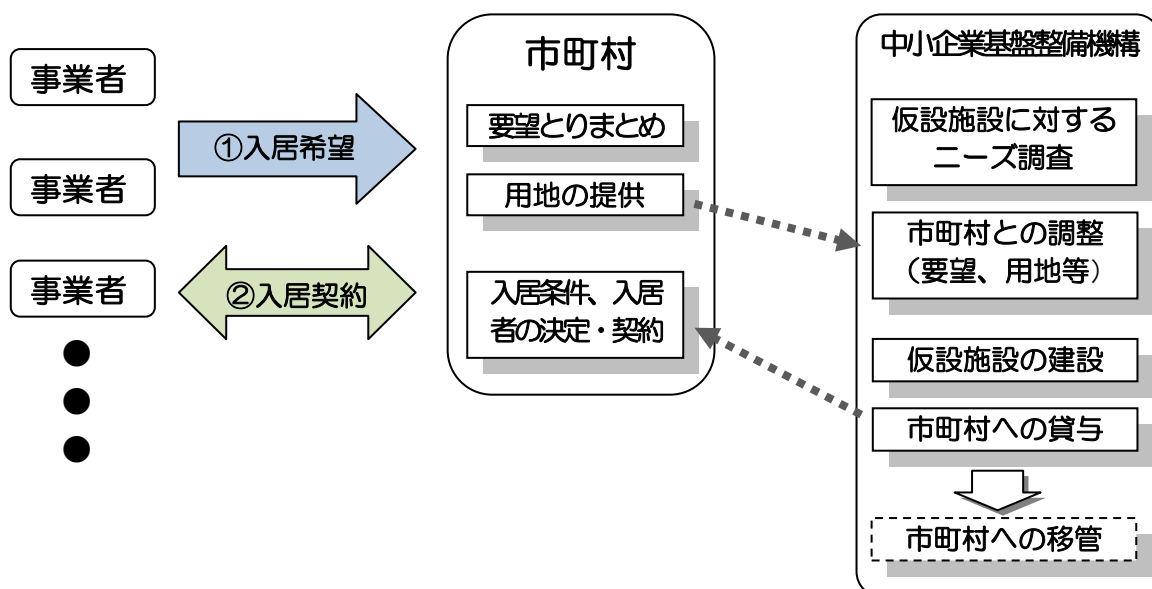 事業者
事業者
事業者
①入居希望
②入居契約
市町村
要望とりまとめ
用地の提供
入居条件、入居
者の決定・契約
中小企業基盤整備機構
仮設施設に対する
ニーズ調査
市町村との調整
（要望、用地等）
仮設施設の建設
市町村への貸与
市町村への移管